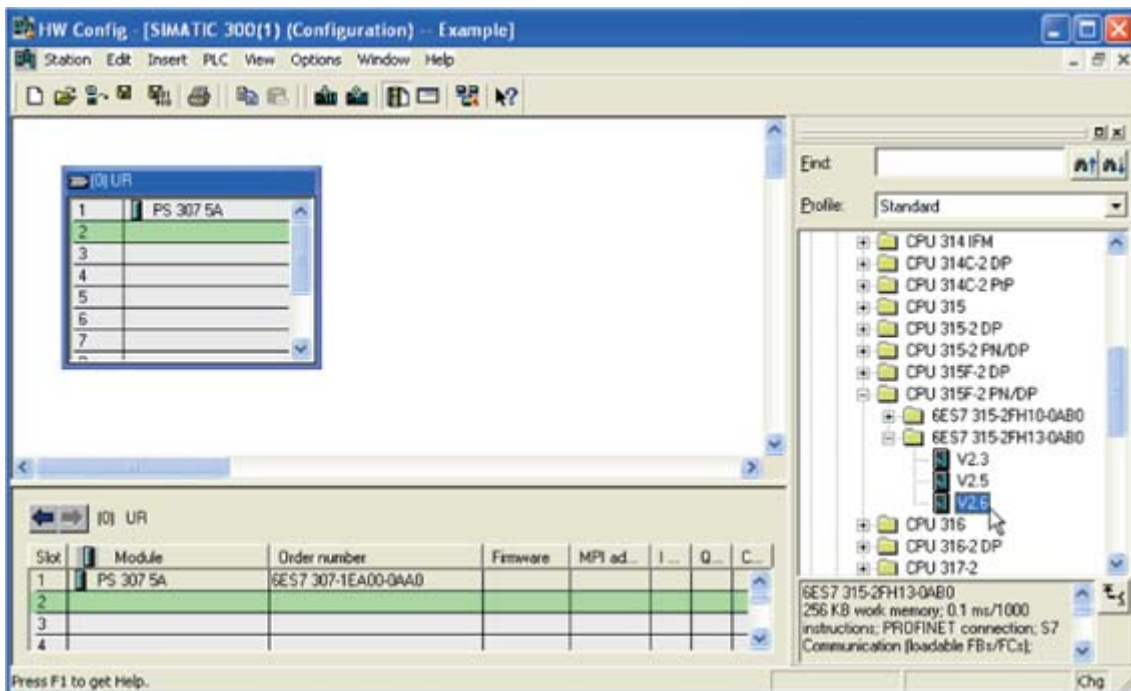 HW Config - [SIMATIC 300(1) (Configuration) -- Example]
Station Edit Insert PLC View Options Window Help
(0) UR
1 PS 307 5A
2
3
4
5
6
7
Find:
Profile: Standard
CPU 314 IFM
CPU 314C-2 DP
CPU 314C-2 PtP
CPU 315
CPU 315-2 DP
CPU 315-2 PN/DP
CPU 315F-2 DP
CPU 315F-2 PN/DP
6ES7 315-2FH10-0AB0
6ES7 315-2FH13-0AB0
V2.3
V2.5
V2.6
CPU 316
CPU 316-2 DP
CPU 317-2
(0) UR
Slot Module Order number Firmware MPI ad... I... Q... C...
1 PS 307 5A 6ES7 307-1EA00-0AA0
2
3
4
6ES7 315-2FH13-0AB0
256 KB work memory; 0.1 ms/1000
instructions; PROFINET connection; S7
Communication (loadable FBs/FCs);
Press F1 to get Help.
Chg